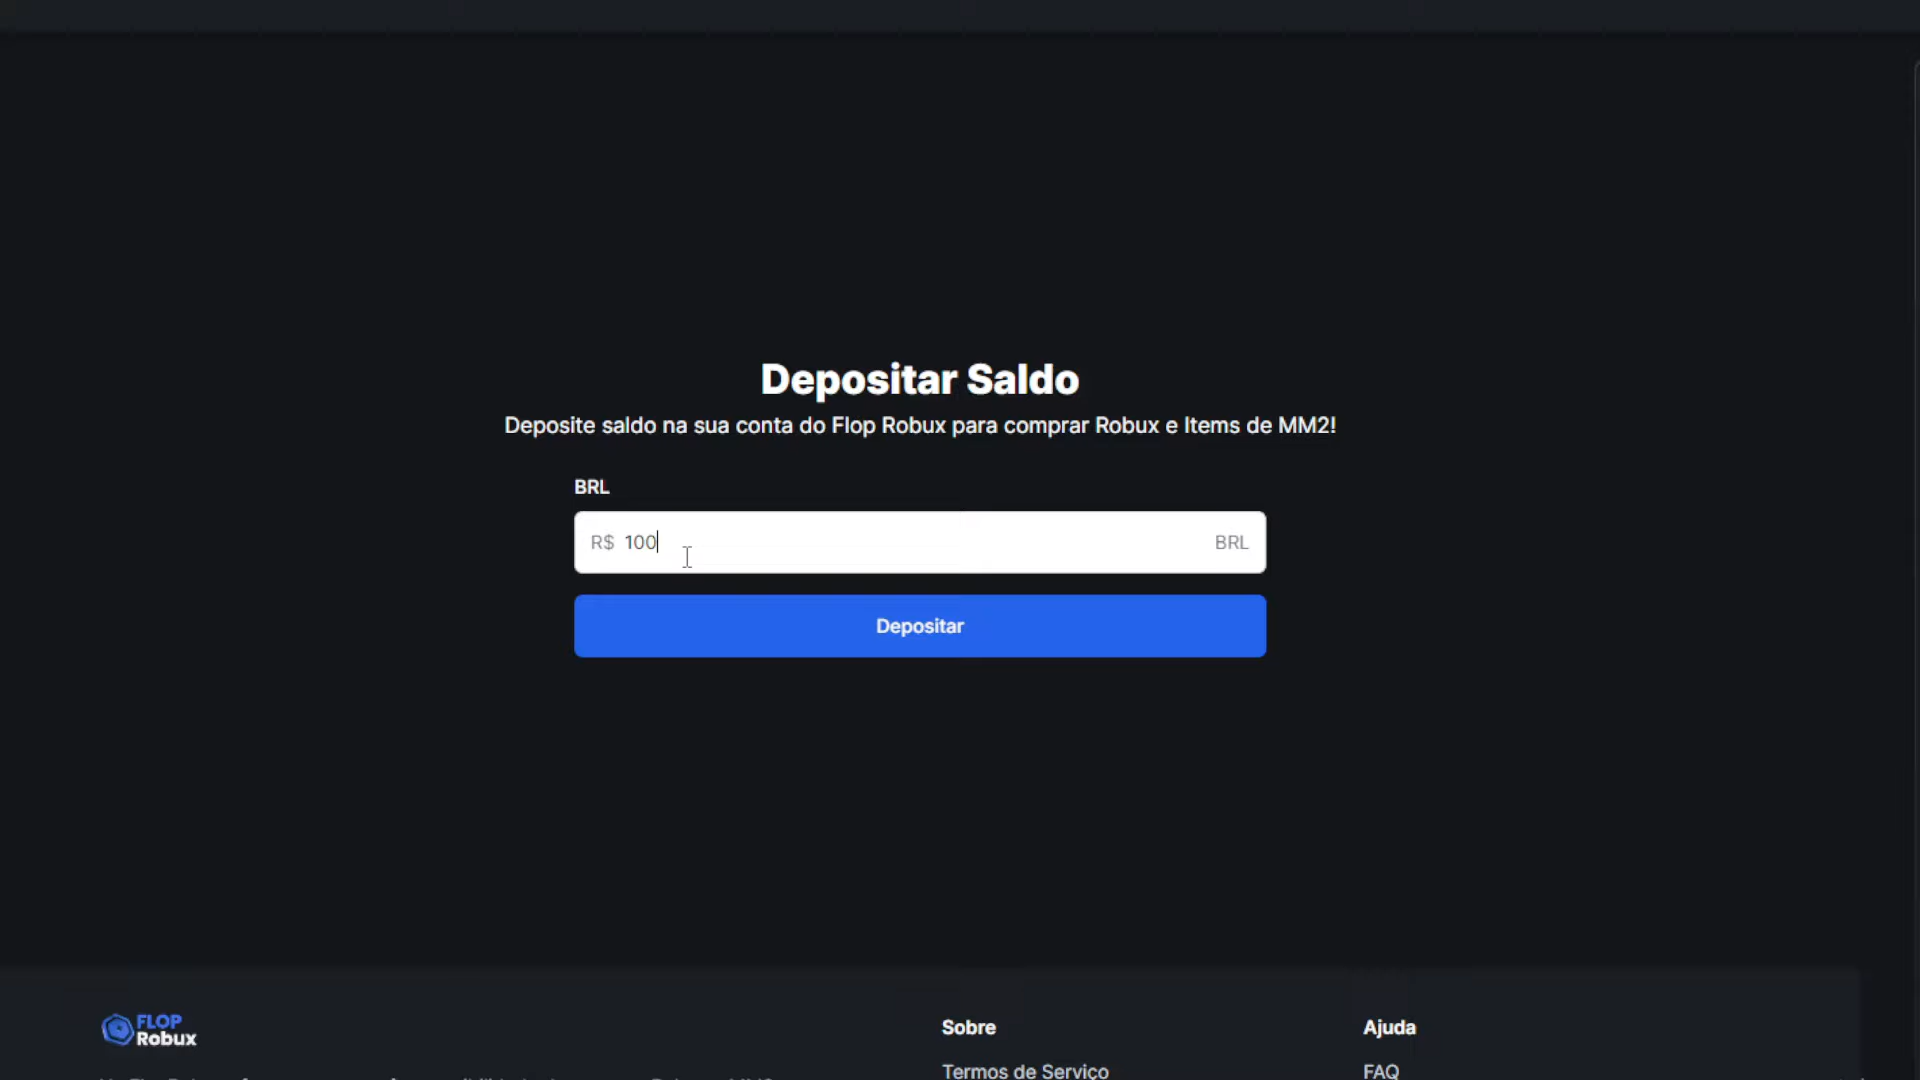 Depositar Saldo
Deposite saldo na sua conta do Flop Robux para comprar Robux e Items de MM2!
BRL
R$ 100 BRL
Depositar
FLOP
Robux
Sobre
Ajuda
Termos de Serviço
FAQ